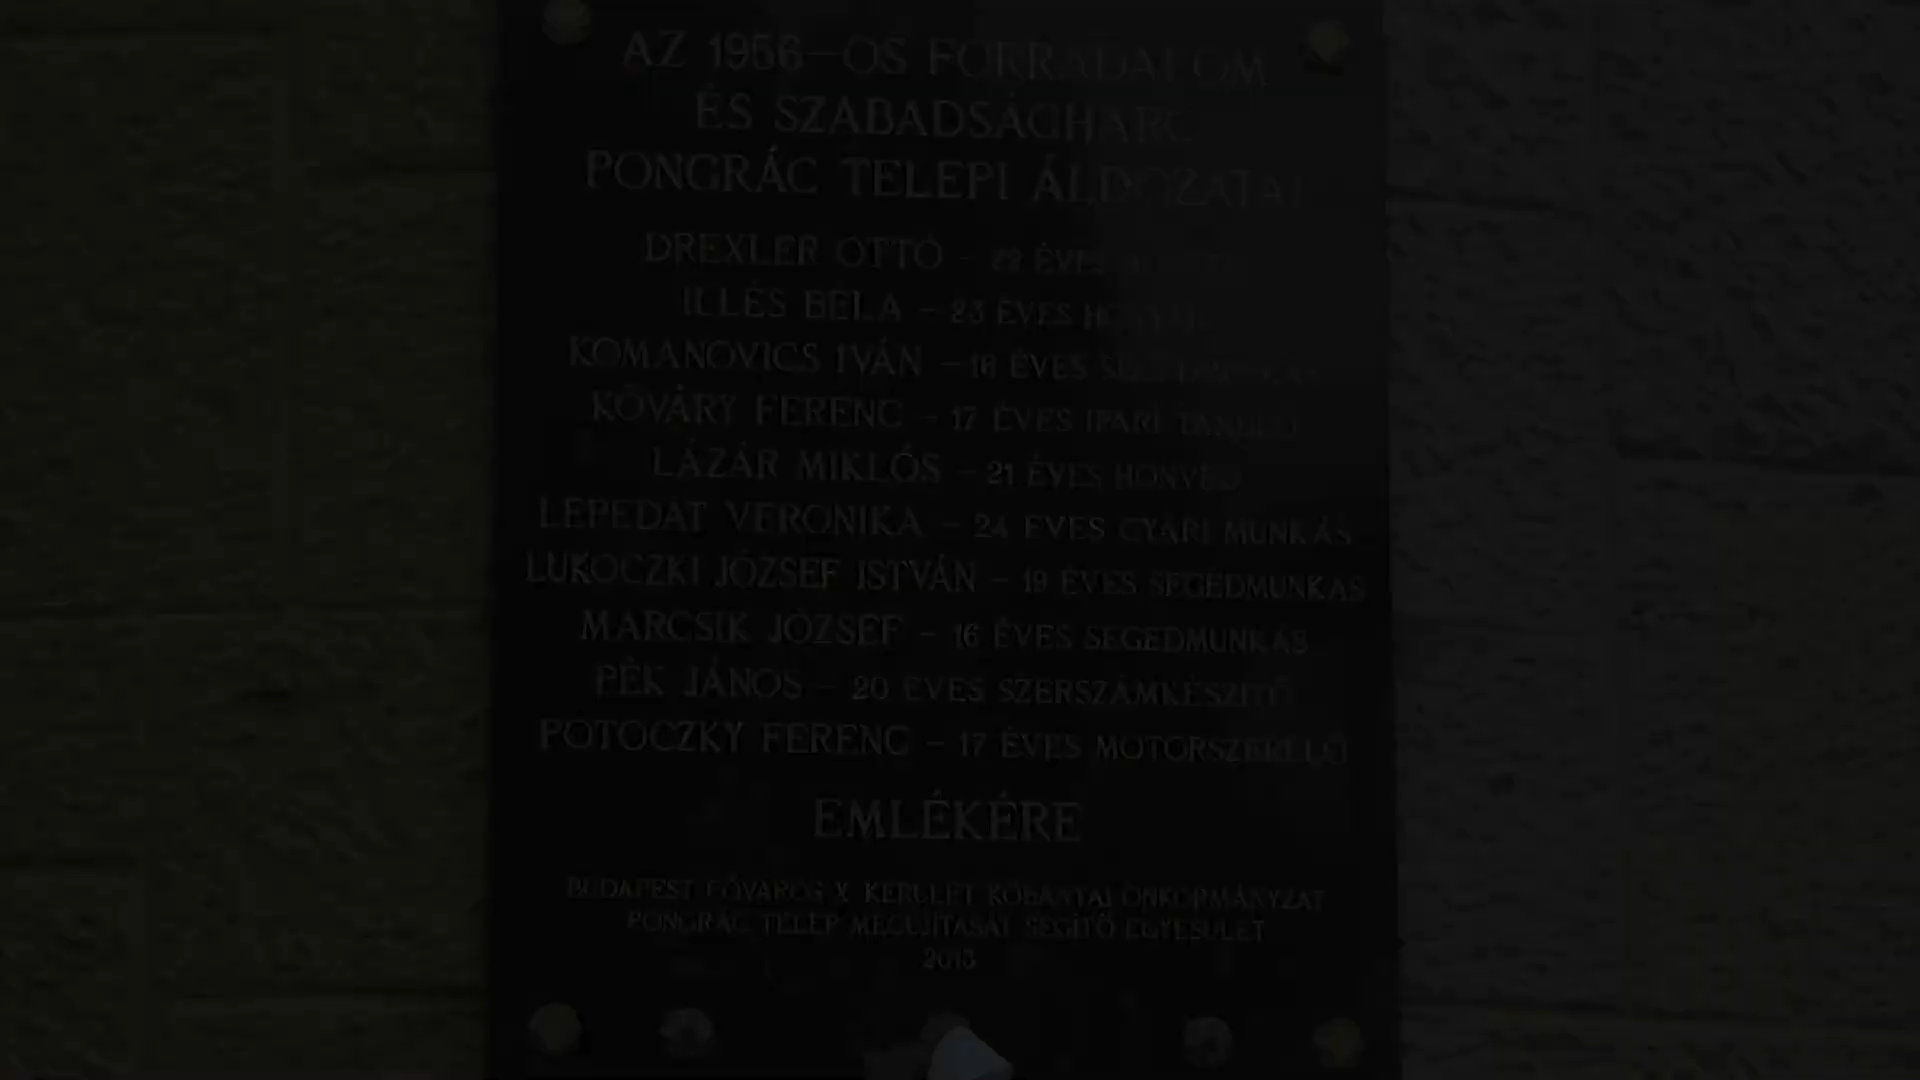 AZ 1956-OS FORRADALOM
ÉS SZABADSÁGHARC
PONGRÁC TELEPI ÁLDOZATAI
DREXLER OTTÓ - 22 ÉVES
ILLÉS BÉLA - 23 ÉVES HONVÉD
KOMANOVICS IVÁN - 16 ÉVES SEGÉDMUNKÁS
KŐVÁRY FERENC - 17 ÉVES IPARI TANULÓ
LÁZÁR MIKLÓS - 21 ÉVES HONVÉD
LEPEDÁT VERONIKA - 24 ÉVES GYÁRI MUNKÁS
LUKOCZKI JÓZSEF ISTVÁN - 19 ÉVES SEGÉDMUNKÁS
MARCSIK JÓZSEF - 16 ÉVES SEGÉDMUNKÁS
PÉK JÁNOS - 20 ÉVES SZERSZÁMKÉSZÍTŐ
POTOCZKY FERENC - 17 ÉVES MOTORSZERELŐ
EMLÉKÉRE
BUDAPEST FŐVÁROS X. KERÜLET KŐBÁNYAI ÖNKORMÁNYZAT
PONGRÁC TELEP MEGÚJÍTÁSÁT SEGÍTŐ EGYESÜLET
2013